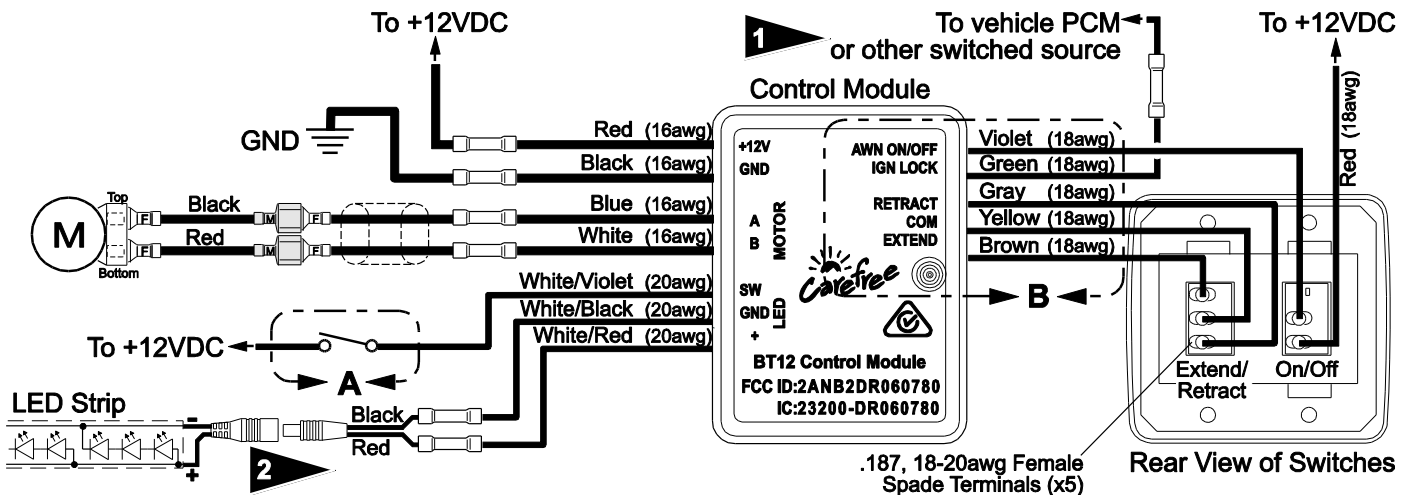 To +12VDC
1
To vehicle PCM
or other switched source
To +12VDC
Control Module
GND
Red (16awg)
Black (16awg)
Blue (16awg)
White (16awg)
+12V
GND
A
B
MOTOR
AWN ON/OFF
IGN LOCK
RETRACT
COM
EXTEND
Violet (18awg)
Green (18awg)
Gray (18awg)
Yellow (18awg)
Brown (18awg)
Red (18awg)
M
Top
Bottom
F
F
Black
Red
M
F
M
F
White/Violet (20awg)
White/Black (20awg)
White/Red (20awg)
SW
GND
+
LED
Carefree
B
To +12VDC
A
BT12 Control Module
FCC ID:2ANB2DR060780
IC:23200-DR060780
Extend/
Retract
On/Off
LED Strip
-
+
Black
Red
2
.187, 18-20awg Female
Spade Terminals (x5)
Rear View of Switches